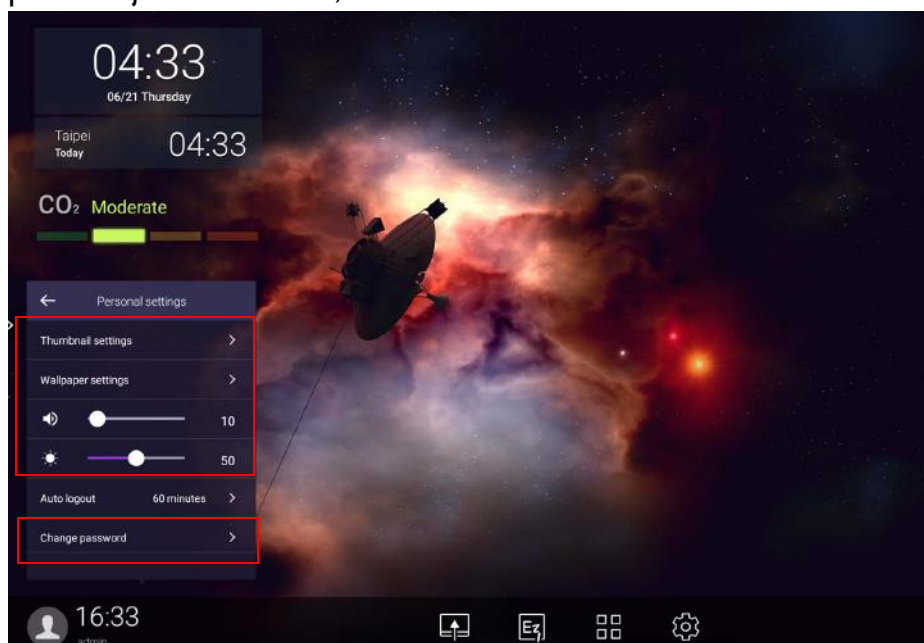 04:33
06/21 Thursday
Taipei
Today 04:33
CO₂ Moderate
Personal settings
Thumbnail settings
Wallpaper settings
10
50
Auto logout 60 minutes
Change password
16:33
admin